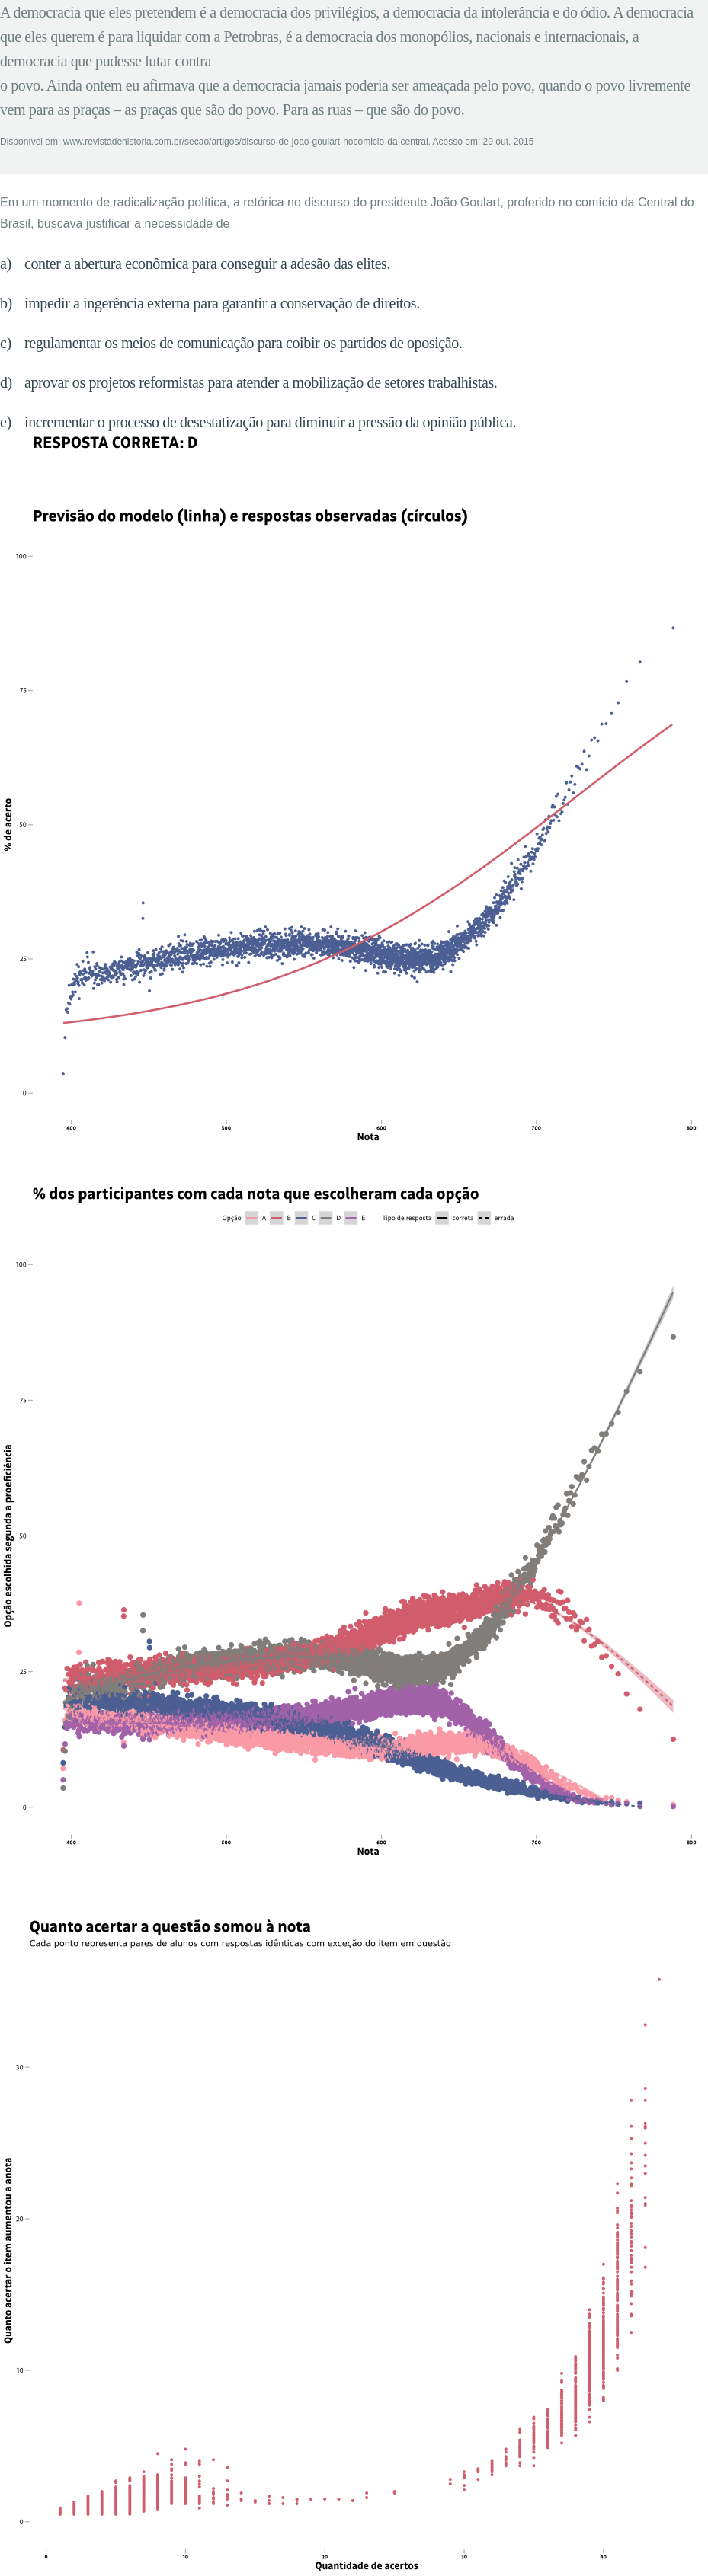 A democracia que eles pretendem é a democracia dos privilégios, a democracia da intolerância e do ódio. A democracia
que eles querem é para liquidar com a Petrobras, é a democracia dos monopólios, nacionais e internacionais, a
democracia que pudesse lutar contra
o povo. Ainda ontem eu afirmava que a democracia jamais poderia ser ameaçada pelo povo, quando o povo livremente
vem para as praças – as praças que são do povo. Para as ruas – que são do povo.
Disponível em: www.revistadehistoria.com.br/secao/artigos/discurso-de-joao-goulart-nocomicio-da-central. Acesso em: 29 out. 2015
Em um momento de radicalização política, a retórica no discurso do presidente João Goulart, proferido no comício da Central do
Brasil, buscava justificar a necessidade de
a) conter a abertura econômica para conseguir a adesão das elites.
b) impedir a ingerência externa para garantir a conservação de direitos.
c) regulamentar os meios de comunicação para coibir os partidos de oposição.
d) aprovar os projetos reformistas para atender a mobilização de setores trabalhistas.
e) incrementar o processo de desestatização para diminuir a pressão da opinião pública.
RESPOSTA CORRETA: D
Previsão do modelo (linha) e respostas observadas (círculos)
100
75
50
25
0
% de acerto
400 500 600 700 800
Nota
% dos participantes com cada nota que escolheram cada opção
Opção A B C D E Tipo de resposta correta errada
100
75
50
25
0
Opção escolhida segunda a proeficiência
400 500 600 700 800
Nota
Quanto acertar a questão somou à nota
Cada ponto representa pares de alunos com respostas idênticas com exceção do item em questão
30
20
10
0
Quanto acertar o item aumentou a anota
0 10 20 30 40
Quantidade de acertos